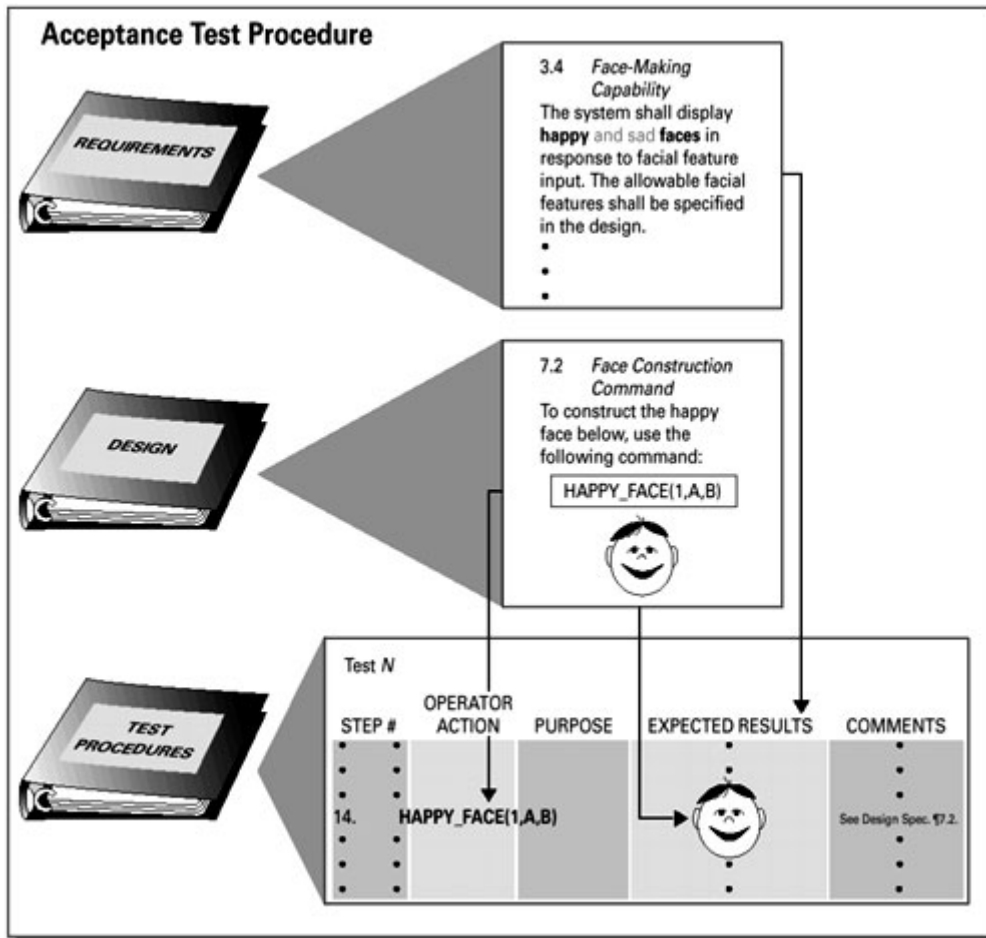 Acceptance Test Procedure
REQUIREMENTS
3.4 Face-Making
Capability
The system shall display
happy and sad faces in
response to facial feature
input. The allowable facial
features shall be specified
in the design.
DESIGN
7.2 Face Construction
Command
To construct the happy
face below, use the
following command:
HAPPY_FACE(1,A,B)
TEST
PROCEDURES
Test N
OPERATOR
STEP # ACTION PURPOSE EXPECTED RESULTS COMMENTS
14. HAPPY_FACE(1,A,B) See Design Spec. ¶7.2.